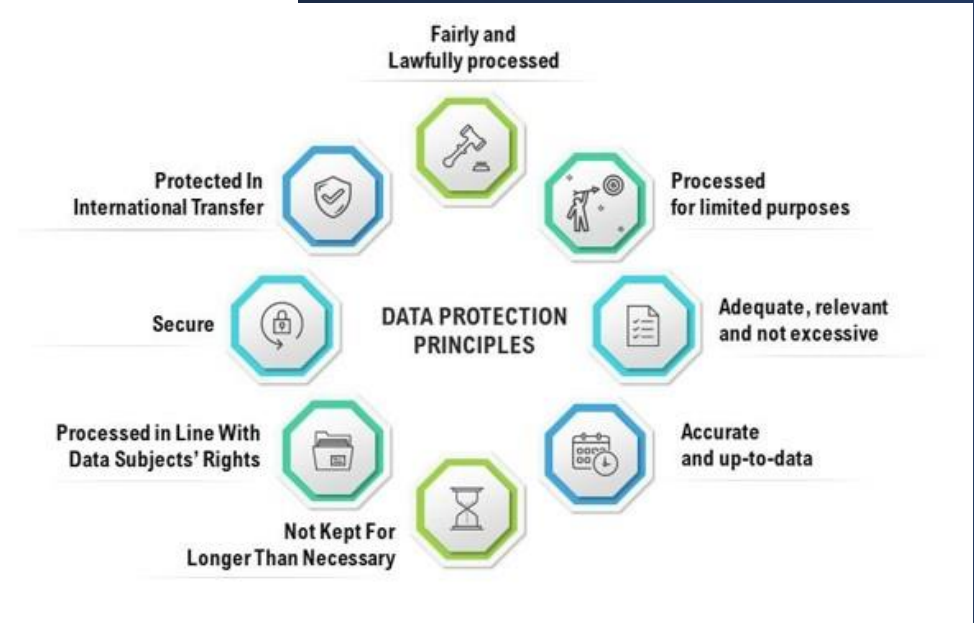 Fairly and
Lawfully processed
Protected In
International Transfer
Processed
for limited purposes
Secure
DATA PROTECTION
PRINCIPLES
Adequate, relevant
and not excessive
Processed in Line With
Data Subjects' Rights
Accurate
and up-to-data
Not Kept For
Longer Than Necessary